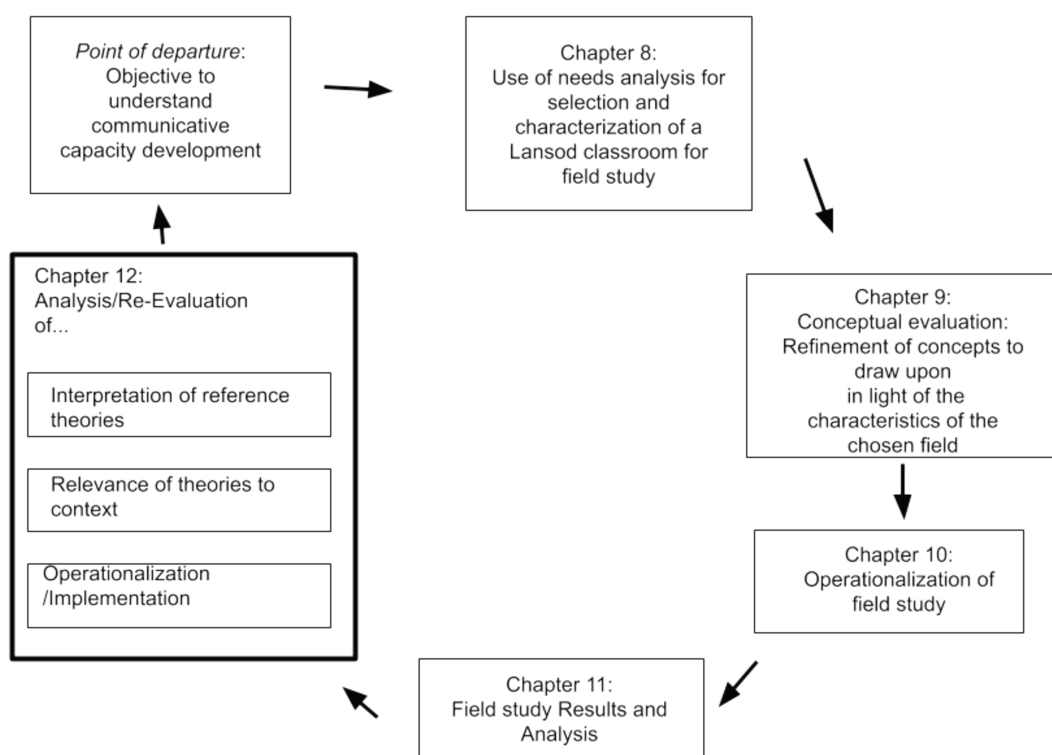 Point of departure:
Objective to
understand
communicative
capacity development
Chapter 8:
Use of needs analysis for
selection and
characterization of a
Lansod classroom for
field study
Chapter 9:
Conceptual evaluation:
Refinement of concepts to
draw upon
in light of the
characteristics of the
chosen field
Chapter 10:
Operationalization of
field study
Chapter 11:
Field study Results and
Analysis
Chapter 12:
Analysis/Re-Evaluation
of...
Interpretation of reference
theories
Relevance of theories to
context
Operationalization
/Implementation